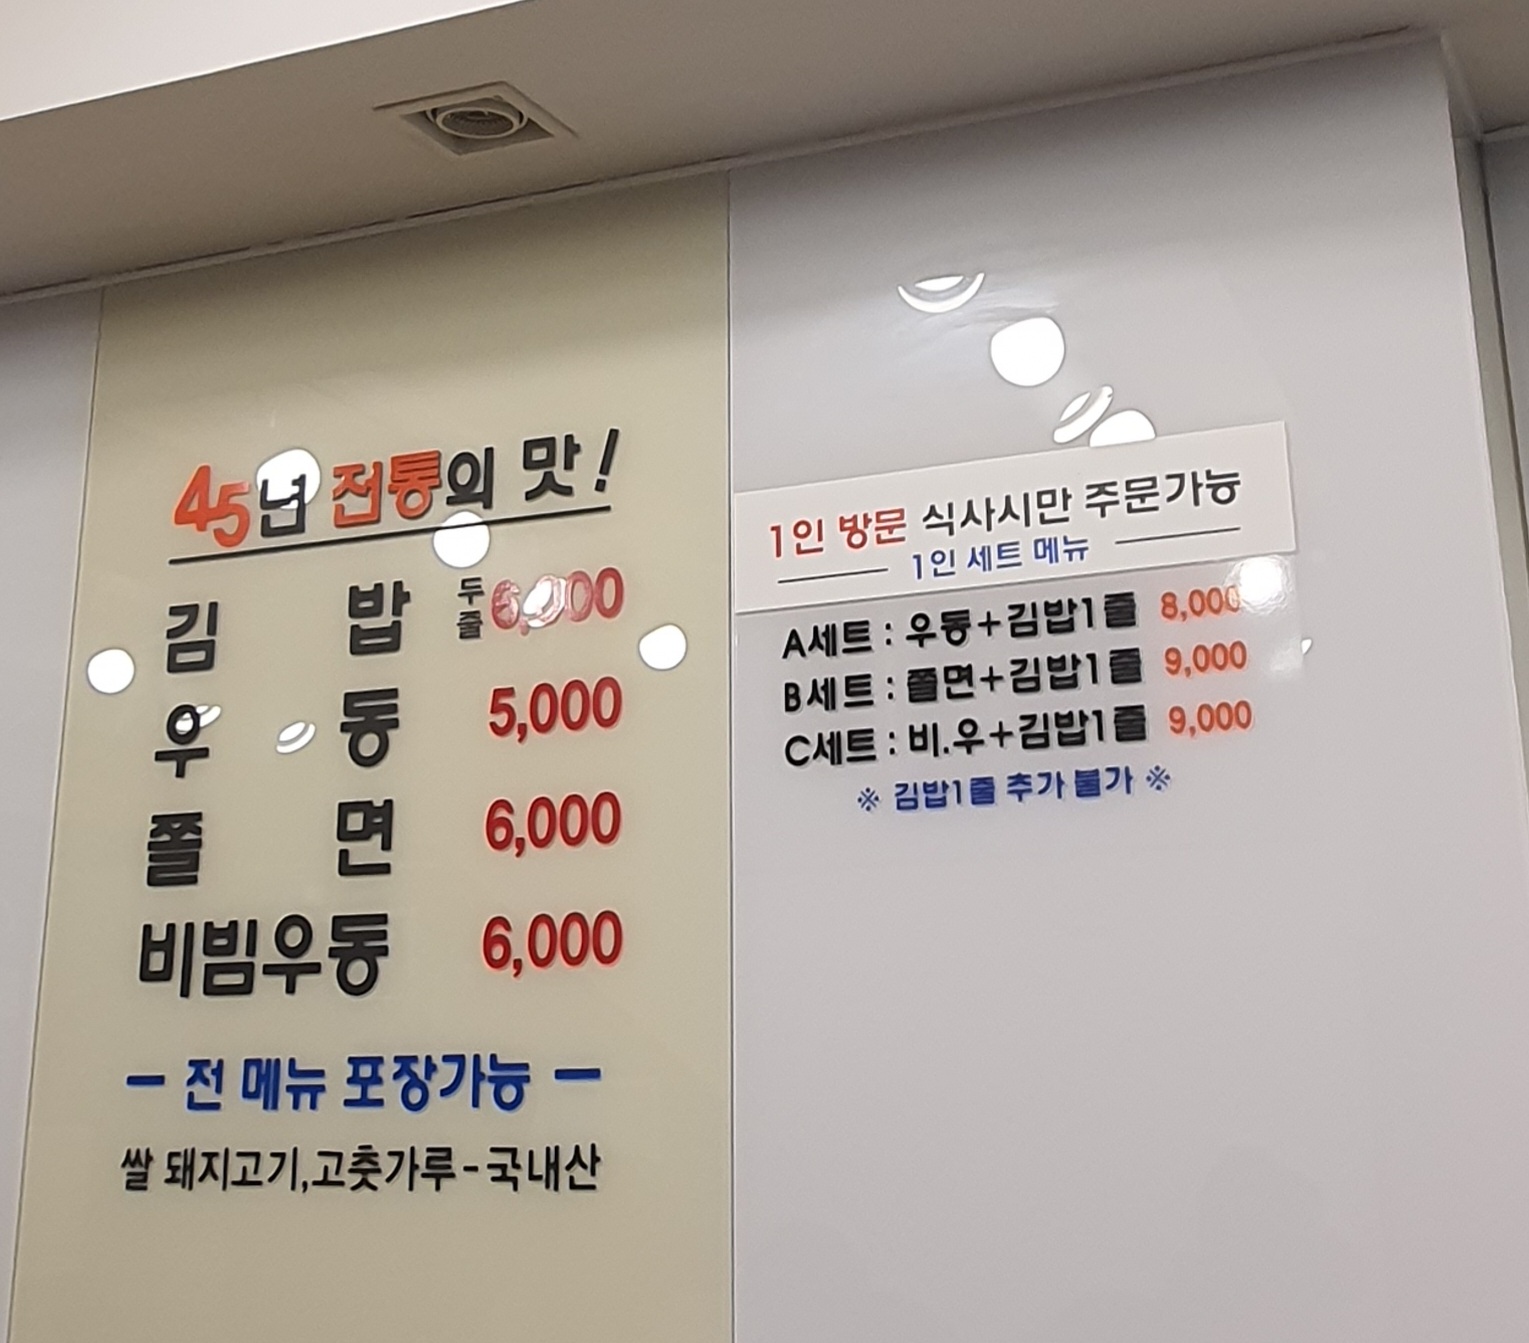 45년 전통의 맛!
김밥 두줄 6,000
우동 5,000
쫄면 6,000
비빔우동 6,000
- 전 메뉴 포장가능 -
쌀 돼지고기,고춧가루-국내산
1인 방문 식사시만 주문가능
1인 세트 메뉴
A세트 : 우동+김밥1줄 8,000
B세트 : 쫄면+김밥1줄 9,000
C세트 : 비.우+김밥1줄 9,000
※ 김밥1줄 추가 불가 ※